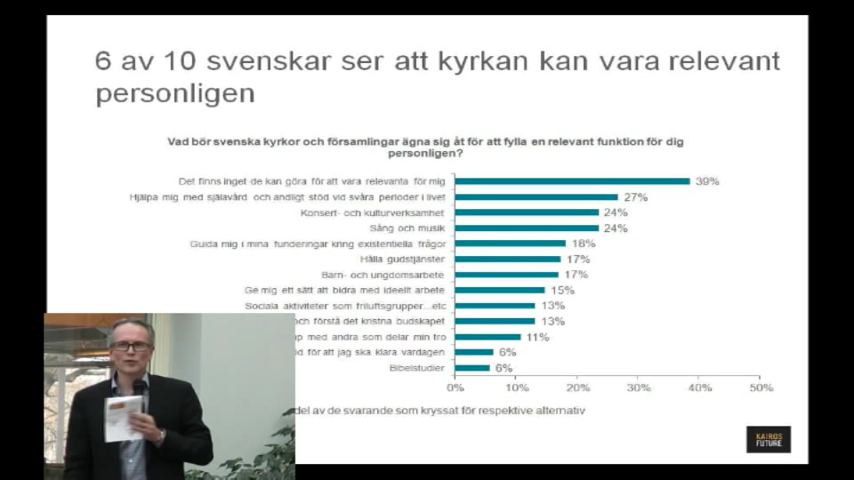 6 av 10 svenskar ser att kyrkan kan vara relevant
personligen
Vad bör svenska kyrkor och församlingar ägna sig åt för att fylla en relevant funktion för dig
personligen?
Det finns inget de kan göra för att vara relevanta för mig 39%
Hjälpa mig med själavård och andligt stöd vid svåra perioder i livet 27%
Konsert- och kulturverksamhet 24%
Sång och musik 24%
Guida mig i mina funderingar kring existentiella frågor 18%
Hålla gudstjänster 17%
Barn- och ungdomsarbete 17%
Ge mig ett sätt att bidra med ideellt arbete 15%
Sociala aktiviteter som friluftsgrupper...etc 13%
och förstå det kristna budskapet 13%
med andra som delar min tro 11%
för att jag ska klara vardagen 6%
Bibelstudier 6%
0% 10% 20% 30% 40% 50%
del av de svarande som kryssat för respektive alternativ
KAIROS
FUTURE